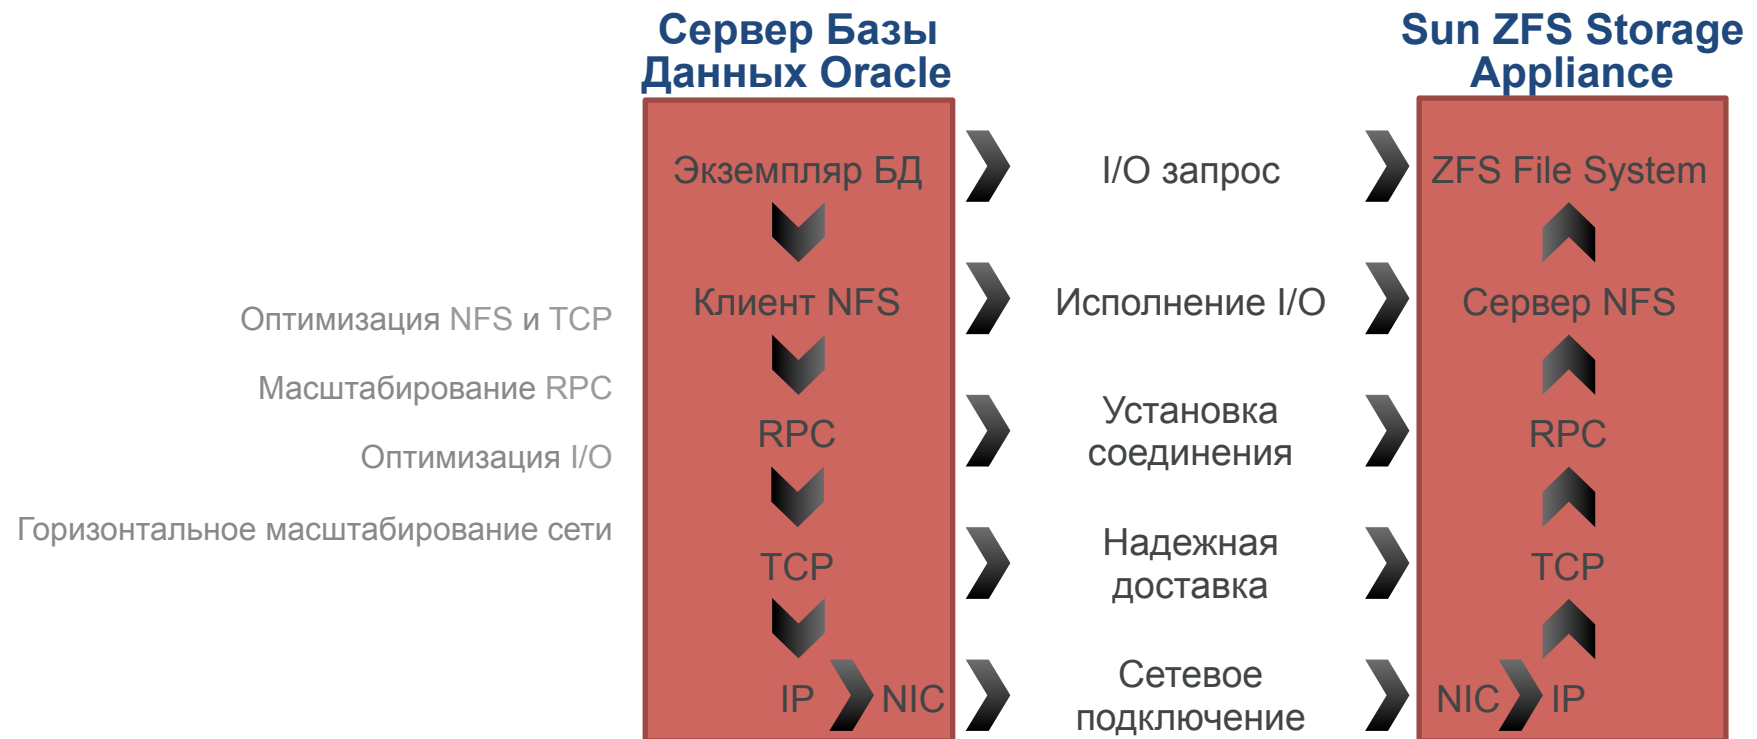 Сервер Базы
Данных Oracle
Sun ZFS Storage
Appliance
Экземпляр БД
I/O запрос
ZFS File System
Клиент NFS
Исполнение I/O
Сервер NFS
Оптимизация NFS и TCP
Масштабирование RPC
Оптимизация I/O
Горизонтальное масштабирование сети
RPC
Установка
соединения
RPC
TCP
Надежная
доставка
TCP
IP
NIC
Сетевое
подключение
NIC
IP